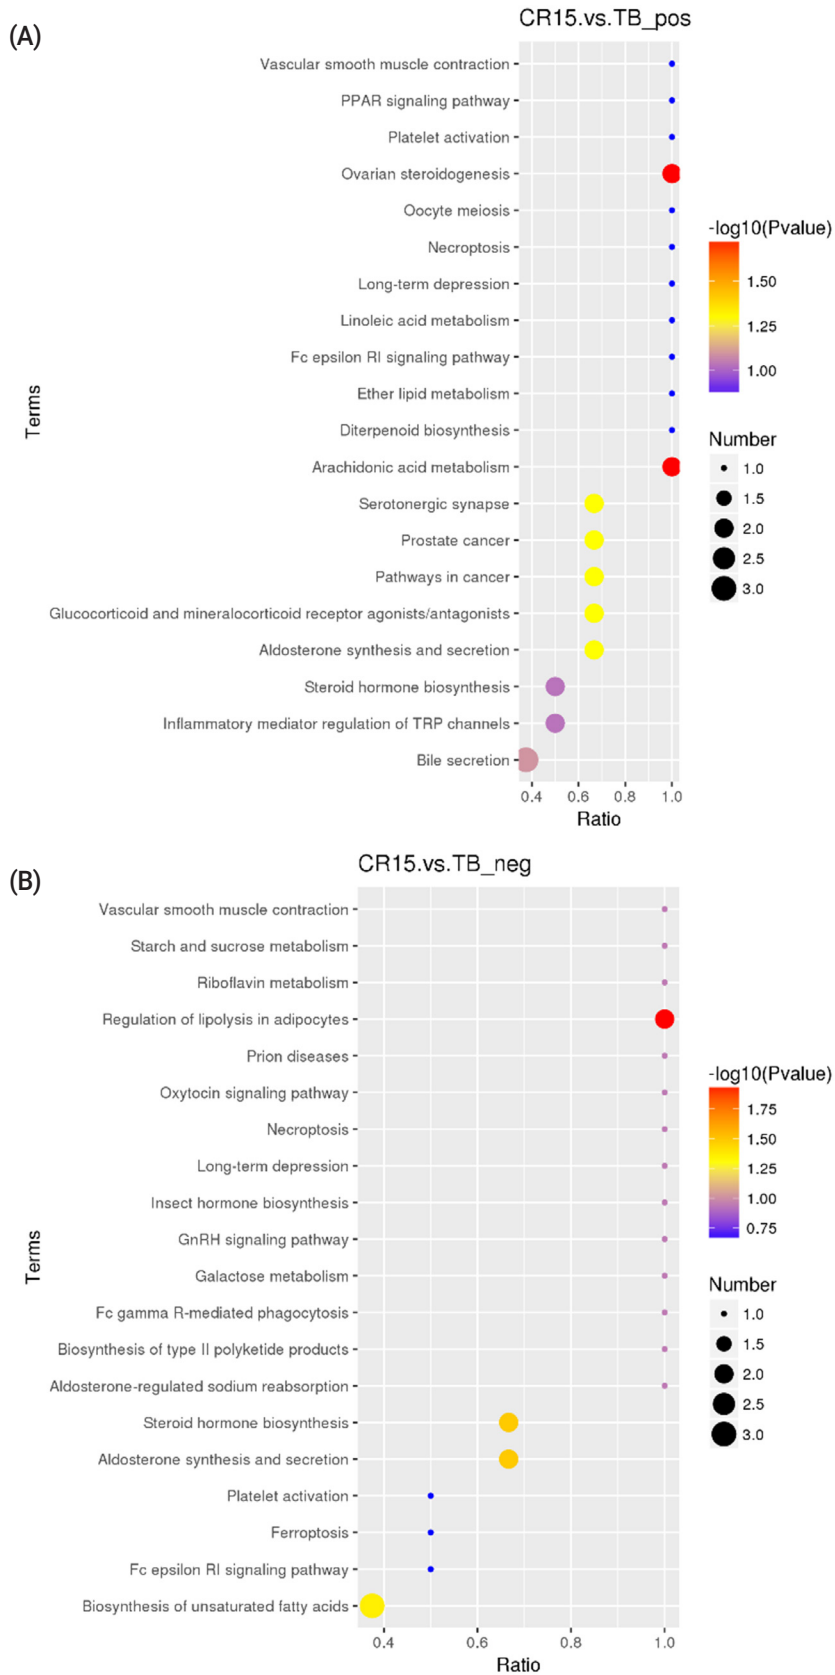 (A)
CR15.vs.TB_pos
Vascular smooth muscle contraction
PPAR signaling pathway
Platelet activation
Ovarian steroidogenesis
Oocyte meiosis
Necroptosis
Long-term depression
Linoleic acid metabolism
Fc epsilon RI signaling pathway
Ether lipid metabolism
Diterpenoid biosynthesis
Arachidonic acid metabolism
Serotonergic synapse
Prostate cancer
Pathways in cancer
Glucocorticoid and mineralocorticoid receptor agonists/antagonists
Aldosterone synthesis and secretion
Steroid hormone biosynthesis
Inflammatory mediator regulation of TRP channels
Bile secretion
Terms
0.4 0.6 0.8 1.0
Ratio
-log10(Pvalue)
1.50
1.25
1.00
Number
1.0
1.5
2.0
2.5
3.0
(B)
CR15.vs.TB_neg
Vascular smooth muscle contraction
Starch and sucrose metabolism
Riboflavin metabolism
Regulation of lipolysis in adipocytes
Prion diseases
Oxytocin signaling pathway
Necroptosis
Long-term depression
Insect hormone biosynthesis
GnRH signaling pathway
Galactose metabolism
Fc gamma R-mediated phagocytosis
Biosynthesis of type II polyketide products
Aldosterone-regulated sodium reabsorption
Steroid hormone biosynthesis
Aldosterone synthesis and secretion
Platelet activation
Ferroptosis
Fc epsilon RI signaling pathway
Biosynthesis of unsaturated fatty acids
Terms
0.4 0.6 0.8 1.0
Ratio
-log10(Pvalue)
1.75
1.50
1.25
1.00
0.75
Number
1.0
1.5
2.0
2.5
3.0